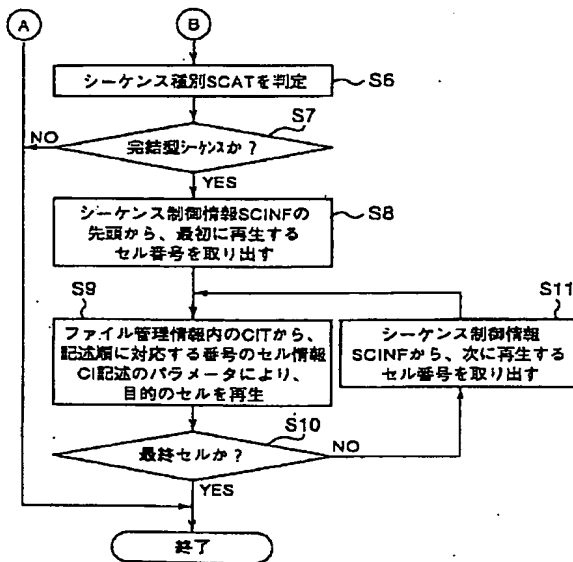 A
B
シーケンス種別SCATを判定
S6
S7
NO
完結型シーケンスか？
YES
シーケンス制御情報SCINFの
先頭から、最初に再生する
セル番号を取り出す
S8
S9
S11
ファイル管理情報内のCITから、
記述順に対応する番号のセル情報
CI記述のパラメータにより、
目的のセルを再生
シーケンス制御情報
SCINFから、次に再生する
セル番号を取り出す
S10
最終セルか？
NO
YES
終了